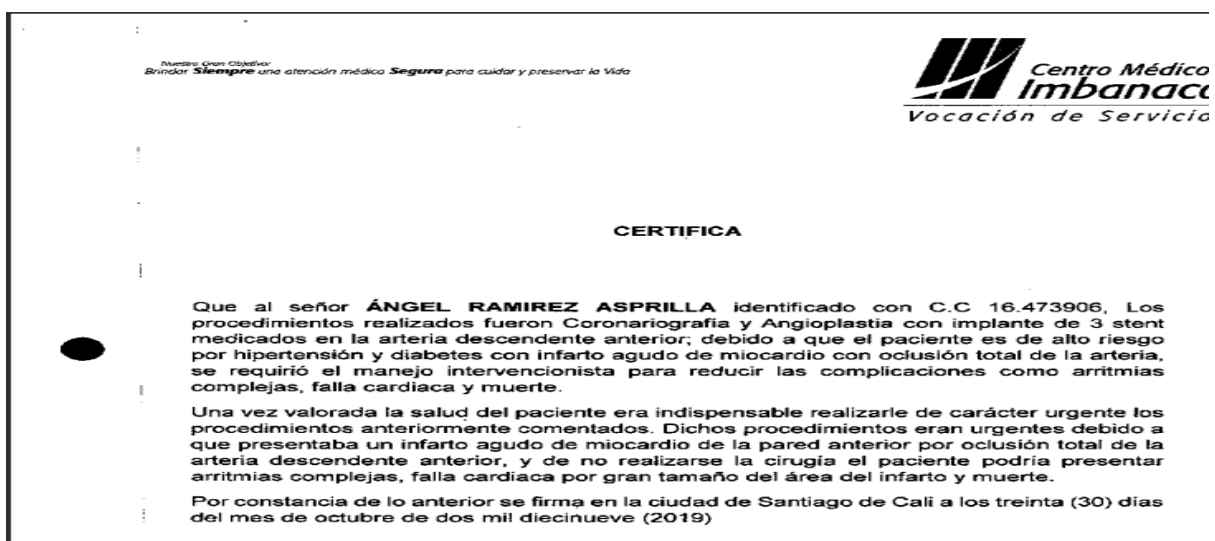 Nuestro Gran Objetivo
Brindar Siempre una atención médica Segura para cuidar y preservar la Vida
Centro Médico
Imbanaco
Vocación de Servicio
CERTIFICA
Que al señor ÁNGEL RAMIREZ ASPRILLA identificado con C.C 16.473906, Los
procedimientos realizados fueron Coronariografía y Angioplastia con implante de 3 stent
medicados en la arteria descendente anterior; debido a que el paciente es de alto riesgo
por hipertensión y diabetes con infarto agudo de miocardio con oclusión total de la arteria,
se requirió el manejo intervencionista para reducir las complicaciones como arritmias
complejas, falla cardiaca y muerte.
Una vez valorada la salud del paciente era indispensable realizarle de carácter urgente los
procedimientos anteriormente comentados. Dichos procedimientos eran urgentes debido a
que presentaba un infarto agudo de miocardio de la pared anterior por oclusión total de la
arteria descendente anterior, y de no realizarse la cirugía el paciente podría presentar
arritmias complejas, falla cardiaca por gran tamaño del área del infarto y muerte.
Por constancia de lo anterior se firma en la ciudad de Santiago de Cali a los treinta (30) días
del mes de octubre de dos mil diecinueve (2019)